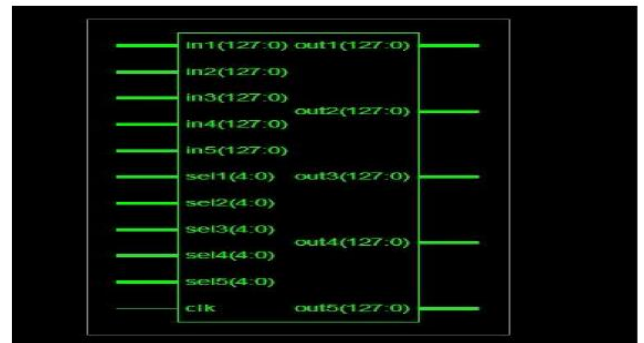 in1(127:0) out1(127:0)
in2(127:0)
in3(127:0)
out2(127:0)
in4(127:0)
in5(127:0)
sel1(4:0) out3(127:0)
sel2(4:0)
sel3(4:0)
out4(127:0)
sel4(4:0)
sel5(4:0)
clk out5(127:0)